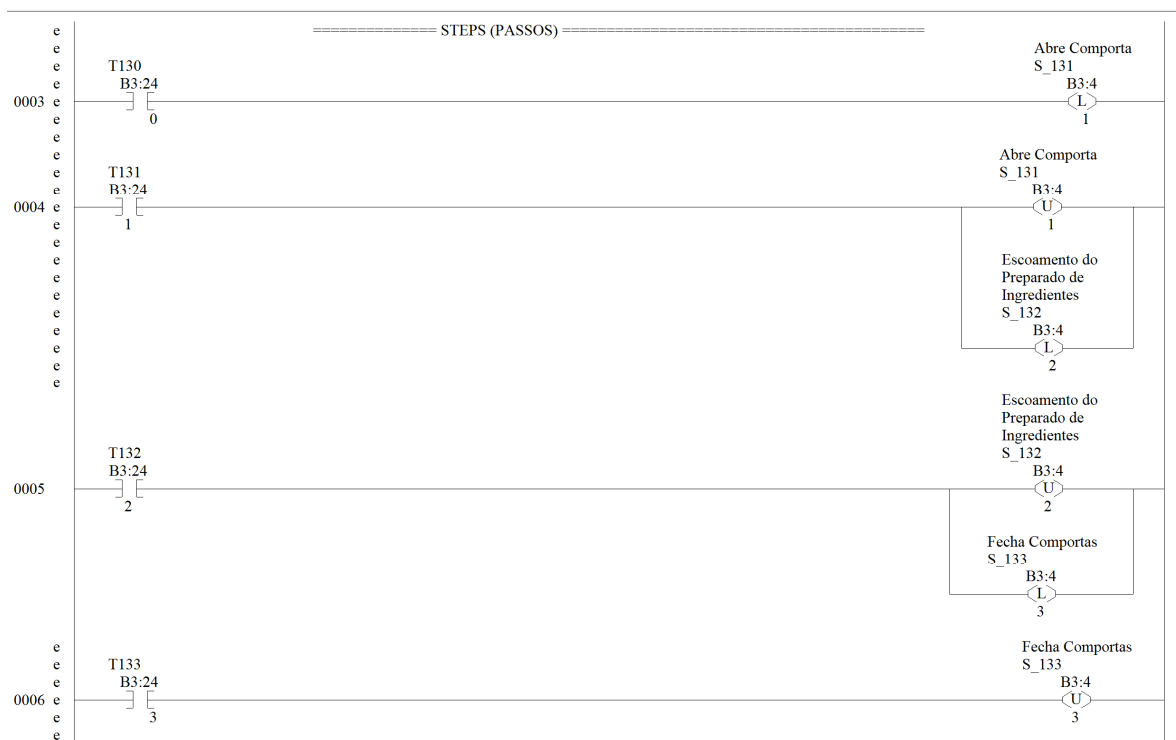 e ============== STEPS (PASSOS) =========================================
e Abre Comporta
e T130 S_131
e B3:24 B3:4
0003 e L
e 0 1
e
e
e Abre Comporta
e T131 S_131
e B3:24 B3:4
0004 e U
e 1 1
e
e Escoamento do
e Preparado de
e Ingredientes
e S_132
e B3:4
e L
e 2
Escoamento do
Preparado de
Ingredientes
T132 S_132
B3:24 B3:4
0005 U
2 2
Fecha Comportas
S_133
B3:4
L
3
e Fecha Comportas
e T133 S_133
e B3:24 B3:4
0006 e U
e 3 3
e